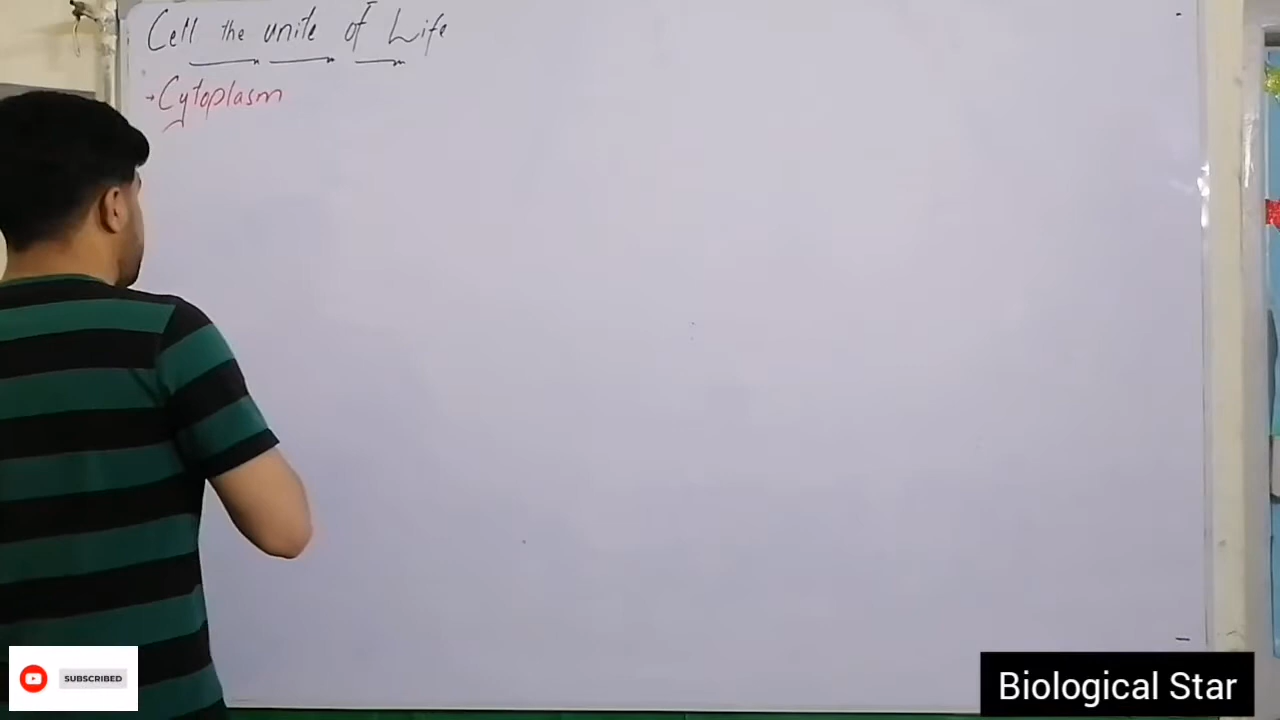 Cell the unite of Life
→Cytoplasm
SUBSCRIBED
Biological Star